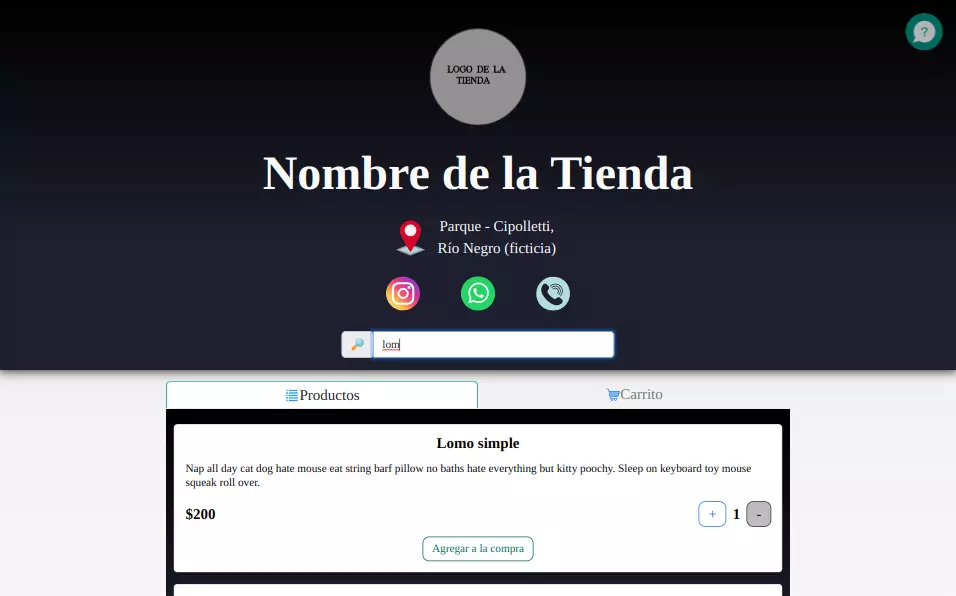 ?
LOGO DE LA
TIENDA
Nombre de la Tienda
Parque - Cipolletti,
Río Negro (ficticia)
lom
Productos
Carrito
Lomo simple
Nap all day cat dog hate mouse eat string barf pillow no baths hate everything but kitty poochy. Sleep on keyboard toy mouse
squeak roll over.
$200
+ 1 -
Agregar a la compra